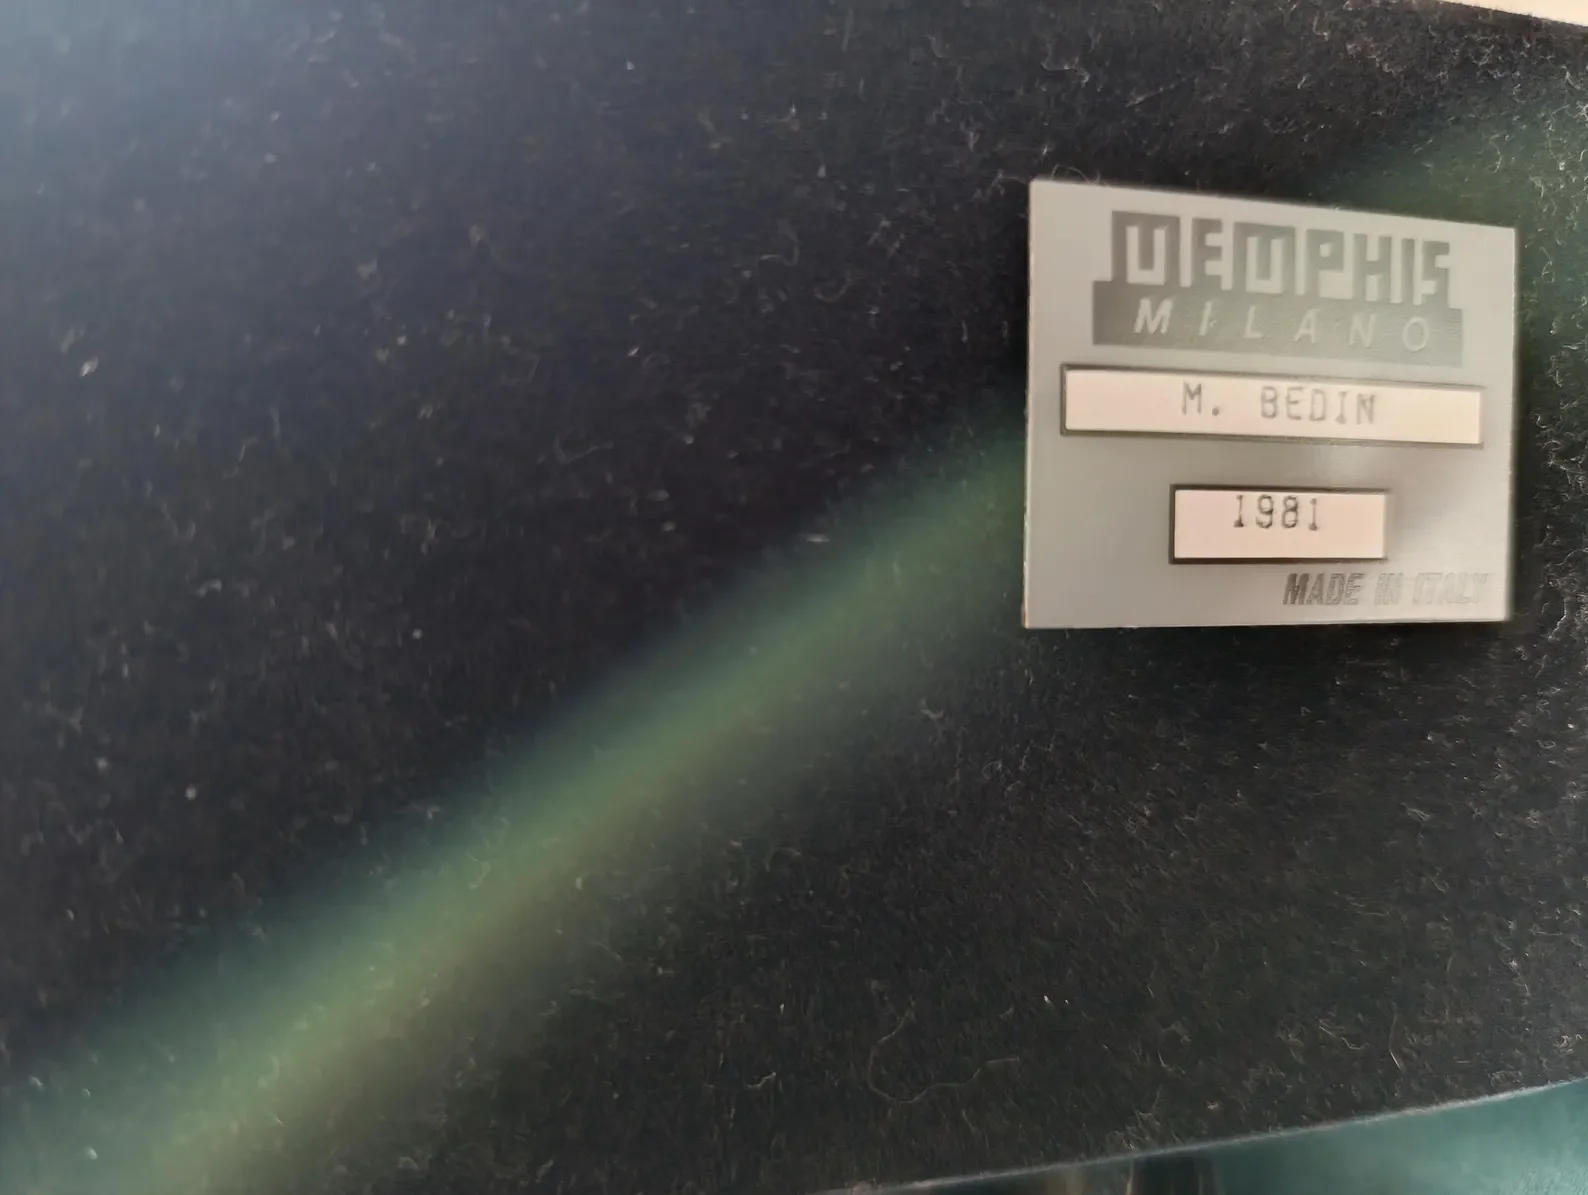 MEMPHIS
MILANO
M. BEDIN
1981
MADE IN ITALY